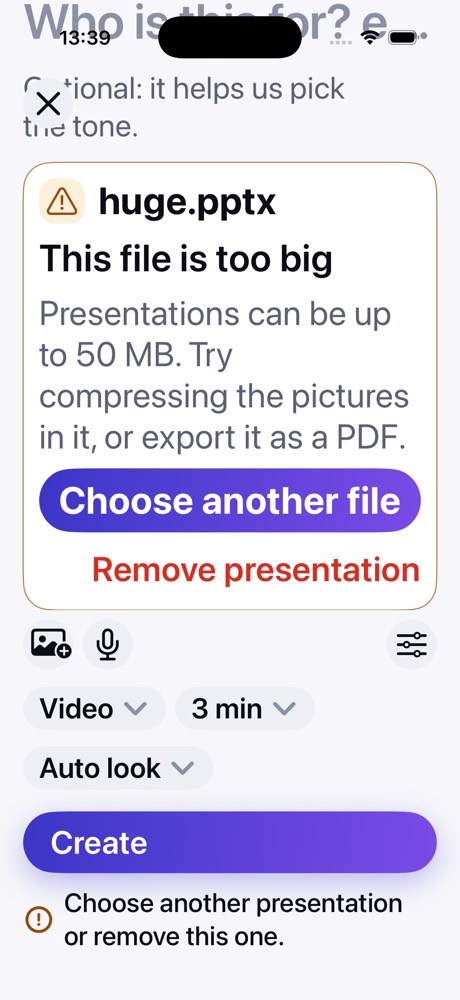 Who is this for? e…
13:39
Optional: it helps us pick
the tone.
huge.pptx
This file is too big
Presentations can be up
to 50 MB. Try
compressing the pictures
in it, or export it as a PDF.
Choose another file
Remove presentation
Video
3 min
Auto look
Create
Choose another presentation
or remove this one.